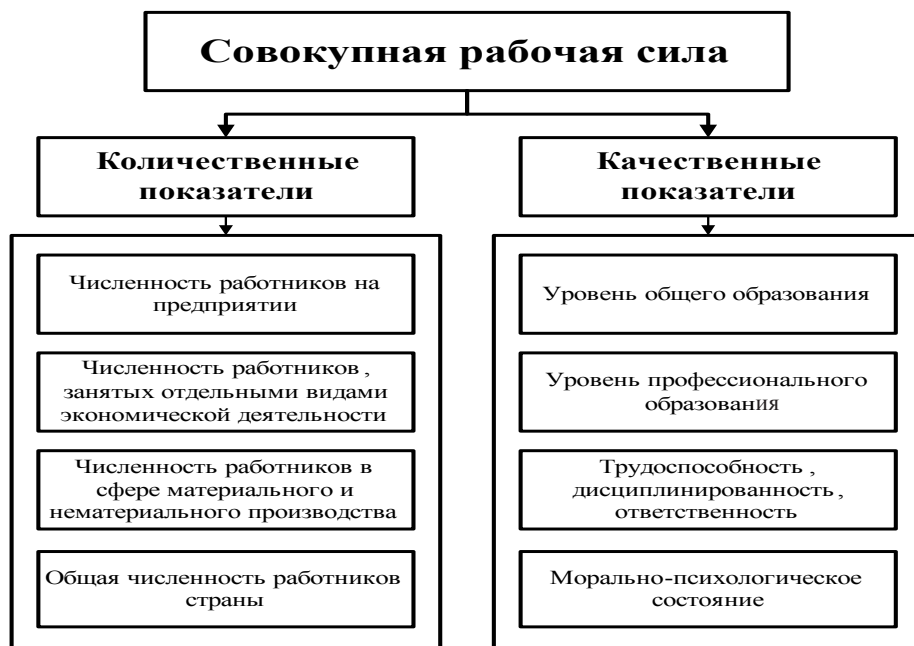 Совокупная рабочая сила
Количественные
показатели
Качественные
показатели
Численность работников на
предприятии
Численность работников ,
занятых отдельными видами
экономической деятельности
Численность работников в
сфере материального и
нематериального производства
Общая численность работников
страны
Уровень общего образования
Уровень профессионального
образования
Трудоспособность ,
дисциплинированность ,
ответственность
Морально-психологическое
состояние